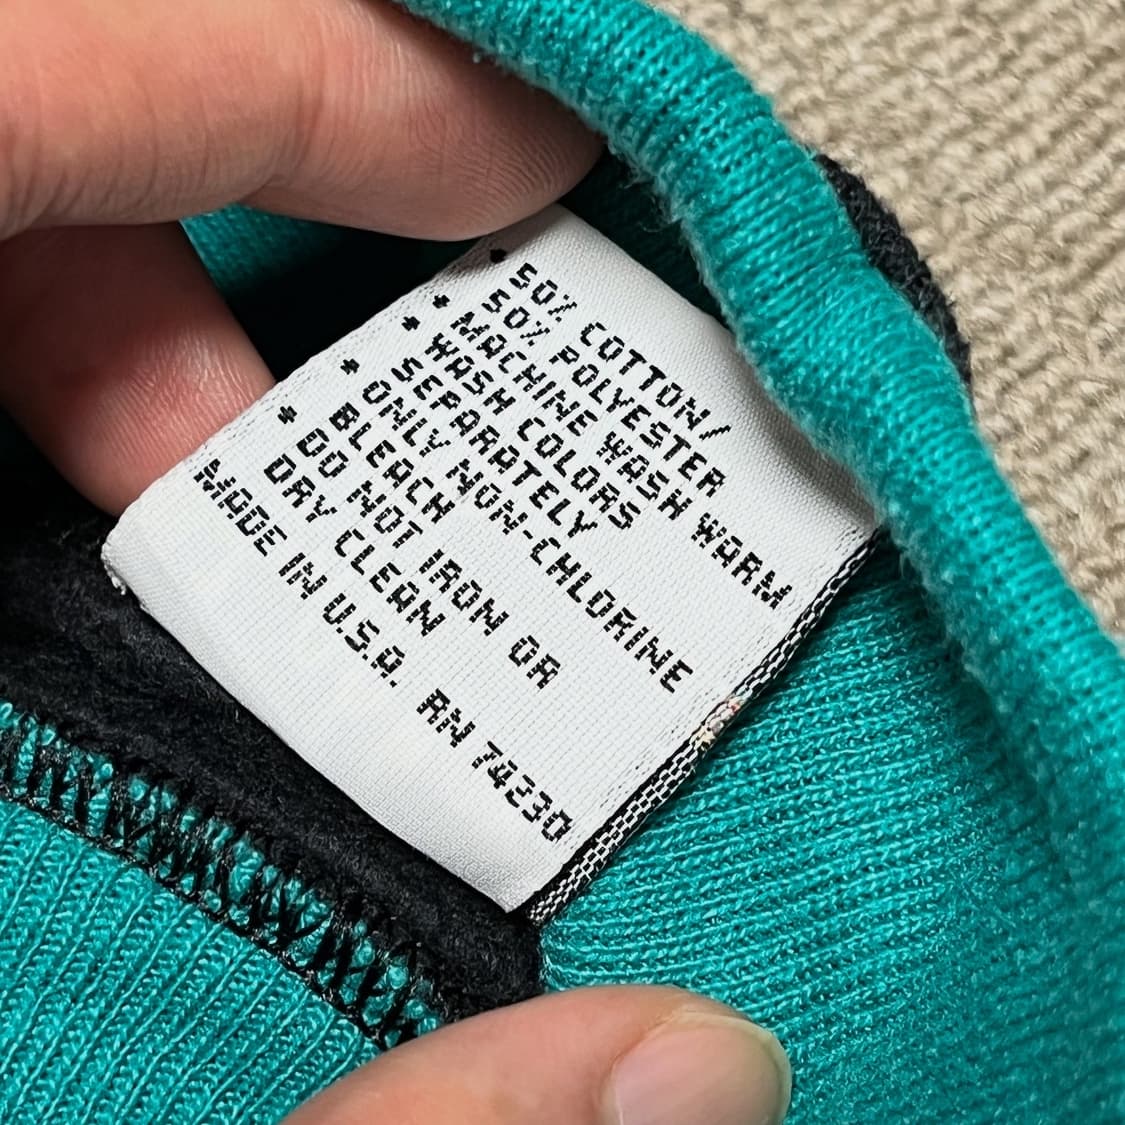 • 50% COTTON/
50% POLYESTER
• MACHINE WASH WARM
• WASH COLORS
SEPARATELY
• ONLY NON-CHLORINE
BLEACH
• DO NOT IRON OR
DRY CLEAN
MADE IN U.S.A. RN 74230